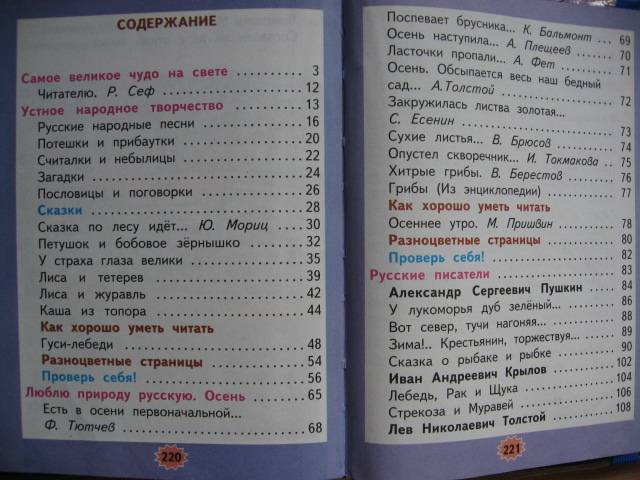 СОДЕРЖАНИЕ
Самое великое чудо на свете .......... 3
Читателю. Р. Сеф .......... 12
Устное народное творчество .......... 13
Русские народные песни .......... 16
Потешки и прибаутки .......... 20
Считалки и небылицы .......... 22
Загадки .......... 24
Пословицы и поговорки .......... 26
Сказки .......... 28
Сказка по лесу идёт... Ю. Мориц .... 30
Петушок и бобовое зёрнышко .......... 32
У страха глаза велики .......... 35
Лиса и тетерев .......... 39
Лиса и журавль .......... 42
Каша из топора .......... 44
Как хорошо уметь читать
Гуси-лебеди .......... 48
Разноцветные страницы .......... 54
Проверь себя! .......... 56
Люблю природу русскую. Осень .... 65
Есть в осени первоначальной...
Ф. Тютчев .......... 68
220
Поспевает брусника... К. Бальмонт ... 69
Осень наступила... А. Плещеев .... 70
Ласточки пропали... А. Фет .... 71
Осень. Обсыпается весь наш бедный
сад... А.Толстой .......... 72
Закружилась листва золотая...
С. Есенин .......... 73
Сухие листья... В. Брюсов .... 74
Опустел скворечник... И. Токмакова .. 75
Хитрые грибы. В. Берестов .... 76
Грибы (Из энциклопедии) .......... 77
Как хорошо уметь читать
Осеннее утро. М. Пришвин .... 78
Разноцветные страницы .......... 80
Проверь себя! .......... 82
Русские писатели .......... 83
Александр Сергеевич Пушкин .... 84
У лукоморья дуб зелёный... .... 86
Вот север, тучи нагоняя... .... 88
Зима!.. Крестьянин, торжествуя... .... 89
Сказка о рыбаке и рыбке .......... 90
Иван Андреевич Крылов .......... 102
Лебедь, Рак и Щука .......... 104
Стрекоза и Муравей .......... 106
Лев Николаевич Толстой .......... 108
221